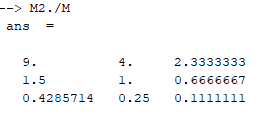 --> M2./M
ans  =
9.   4.   2.3333333
1.5   1.   0.6666667
0.4285714   0.25   0.1111111